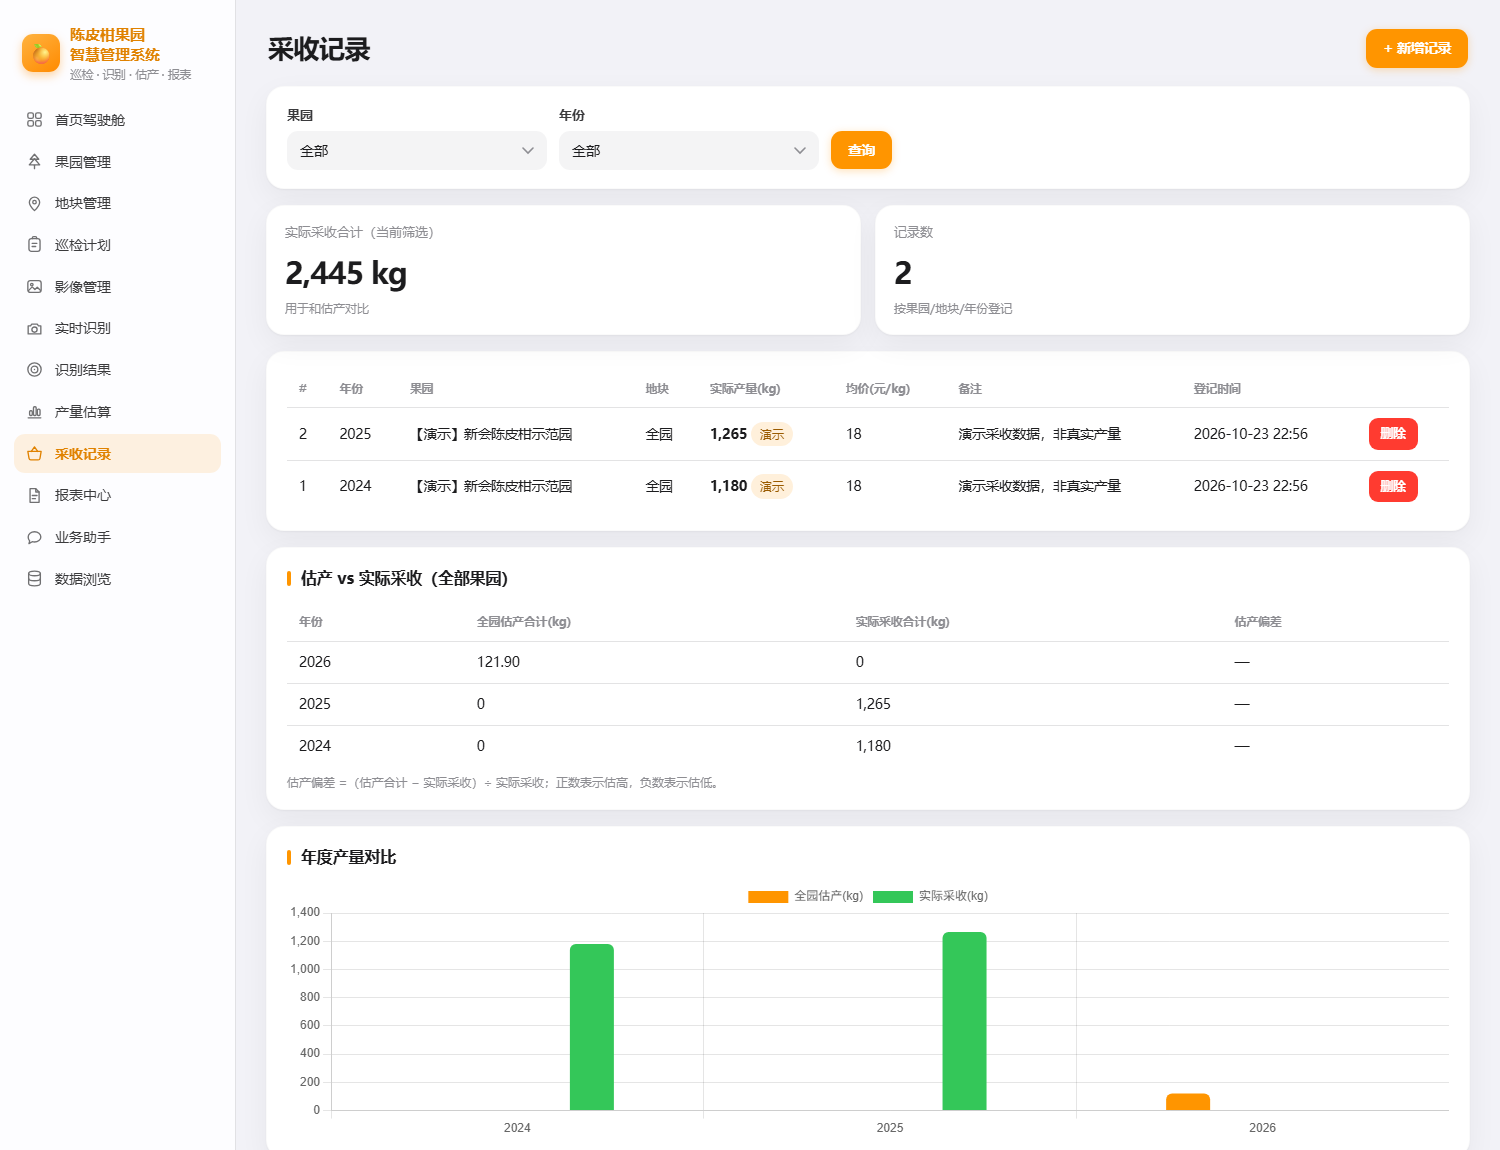 陈皮柑果园
智慧管理系统
巡检 · 识别 · 估产 · 报表
首页驾驶舱
果园管理
地块管理
巡检计划
影像管理
实时识别
识别结果
产量估算
采收记录
报表中心
业务助手
数据浏览
采收记录
+ 新增记录
果园 年份
全部 全部 查询
实际采收合计（当前筛选）
2,445 kg
用于和估产对比
记录数
2
按果园/地块/年份登记
# 年份 果园 地块 实际产量(kg) 均价(元/kg) 备注 登记时间
2 2025 【演示】新会陈皮柑示范园 全园 1,265 演示 18 演示采收数据，非真实产量 2026-10-23 22:56 删除
1 2024 【演示】新会陈皮柑示范园 全园 1,180 演示 18 演示采收数据，非真实产量 2026-10-23 22:56 删除
估产 vs 实际采收（全部果园）
年份 全园估产合计(kg) 实际采收合计(kg) 估产偏差
2026 121.90 0 —
2025 0 1,265 —
2024 0 1,180 —
估产偏差 =（估产合计 − 实际采收）÷ 实际采收；正数表示估高，负数表示估低。
年度产量对比
全园估产(kg) 实际采收(kg)
1,400
1,200
1,000
800
600
400
200
0
2024 2025 2026